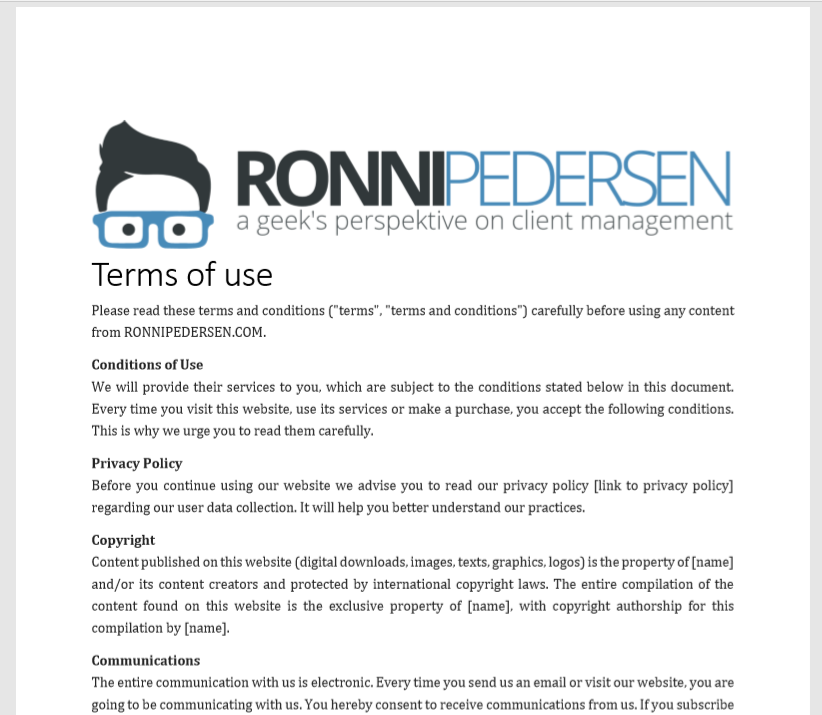 RONNIPEDERSEN
a geek's perspektive on client management
Terms of use
Please read these terms and conditions ("terms", "terms and conditions") carefully before using any content
from RONNIPEDERSEN.COM.
Conditions of Use
We will provide their services to you, which are subject to the conditions stated below in this document.
Every time you visit this website, use its services or make a purchase, you accept the following conditions.
This is why we urge you to read them carefully.
Privacy Policy
Before you continue using our website we advise you to read our privacy policy [link to privacy policy]
regarding our user data collection. It will help you better understand our practices.
Copyright
Content published on this website (digital downloads, images, texts, graphics, logos) is the property of [name]
and/or its content creators and protected by international copyright laws. The entire compilation of the
content found on this website is the exclusive property of [name], with copyright authorship for this
compilation by [name].
Communications
The entire communication with us is electronic. Every time you send us an email or visit our website, you are
going to be communicating with us. You hereby consent to receive communications from us. If you subscribe